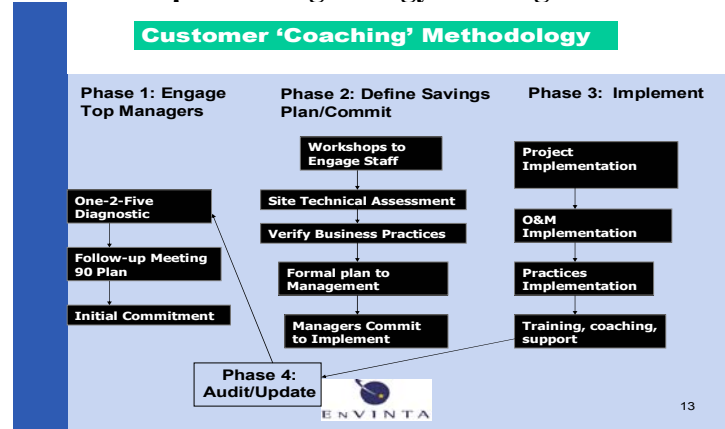 Customer ‘Coaching’ Methodology
Phase 1: Engage
Top Managers
One-2-Five
Diagnostic
Follow-up Meeting
90 Plan
Initial Commitment
Phase 2: Define Savings
Plan/Commit
Workshops to
Engage Staff
Site Technical Assessment
Verify Business Practices
Formal plan to
Management
Managers Commit
to Implement
Phase 3: Implement
Project
Implementation
O&M
Implementation
Practices
Implementation
Training, coaching,
support
Phase 4:
Audit/Update
ENVINTA
13